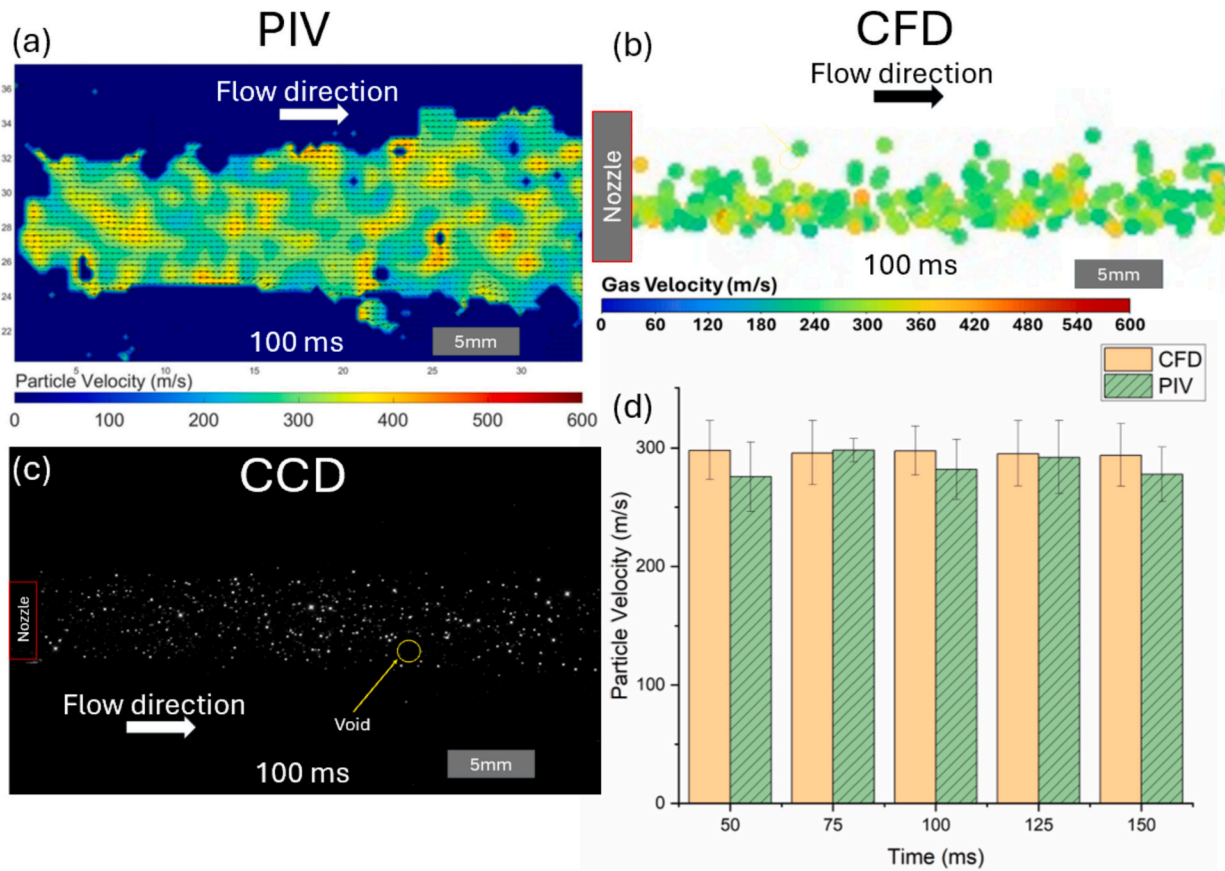 PIV
(a)
Flow direction
36
34
32
30
28
26
24
22
100 ms
5mm
5
10
15
20
25
30
Particle Velocity (m/s)
0 100 200 300 400 500 600
CFD
(b)
Flow direction
Nozzle
100 ms
5mm
Gas Velocity (m/s)
0 60 120 180 240 300 360 420 480 540 600
(c)
CCD
Nozzle
Flow direction
Void
100 ms
5mm
(d)
CFD
PIV
Particle Velocity (m/s)
300
200
100
0
50 75 100 125 150
Time (ms)